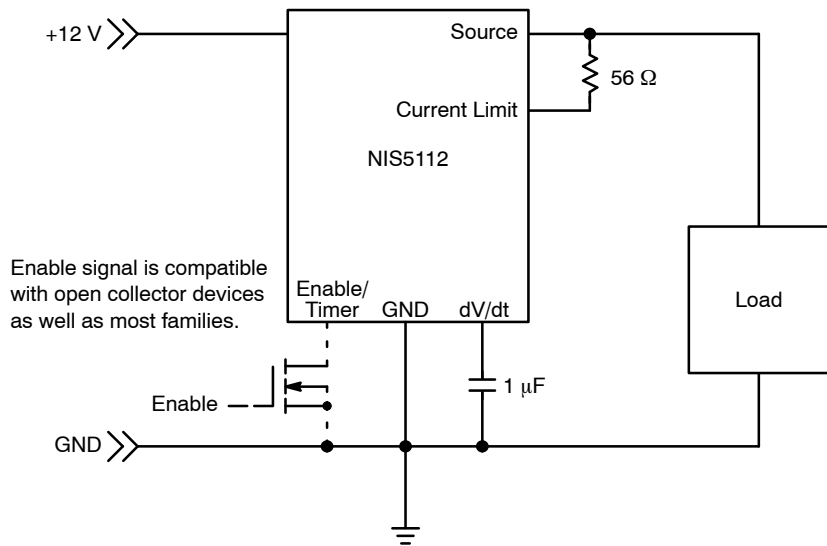 +12 V
Source
56 Ω
Current Limit
NIS5112
Enable signal is compatible
with open collector devices
as well as most families.
Enable/
Timer
GND
dV/dt
Load
1 μF
Enable
GND